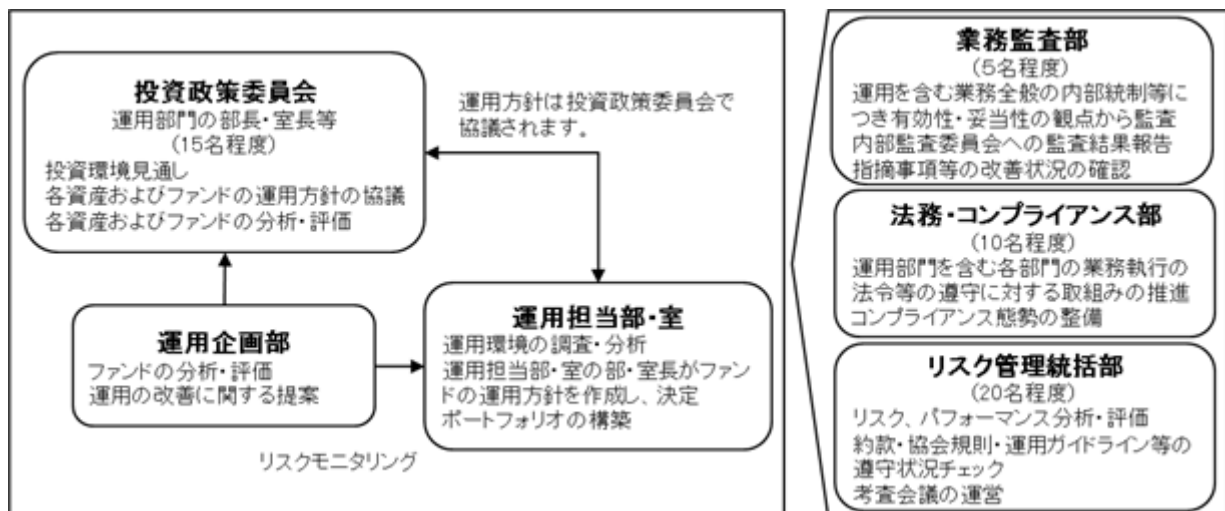 投資政策委員会
運用部門の部長・室長等
(15名程度)
投資環境見通し
各資産およびファンドの運用方針の協議
各資産およびファンドの分析・評価
運用方針は投資政策委員会で
協議されます。
運用企画部
ファンドの分析・評価
運用の改善に関する提案
運用担当部・室
運用環境の調査・分析
運用担当部・室の部・室長がファン
ドの運用方針を作成し、決定
ポートフォリオの構築
リスクモニタリング
業務監査部
(5名程度)
運用を含む業務全般の内部統制等に
つき有効性・妥当性の観点から監査
内部監査委員会への監査結果報告
指摘事項等の改善状況の確認
法務・コンプライアンス部
(10名程度)
運用部門を含む各部門の業務執行の
法令等の遵守に対する取組みの推進
コンプライアンス態勢の整備
リスク管理統括部
(20名程度)
リスク、パフォーマンス分析・評価
約款・協会規則・運用ガイドライン等の
遵守状況チェック
考査会議の運営